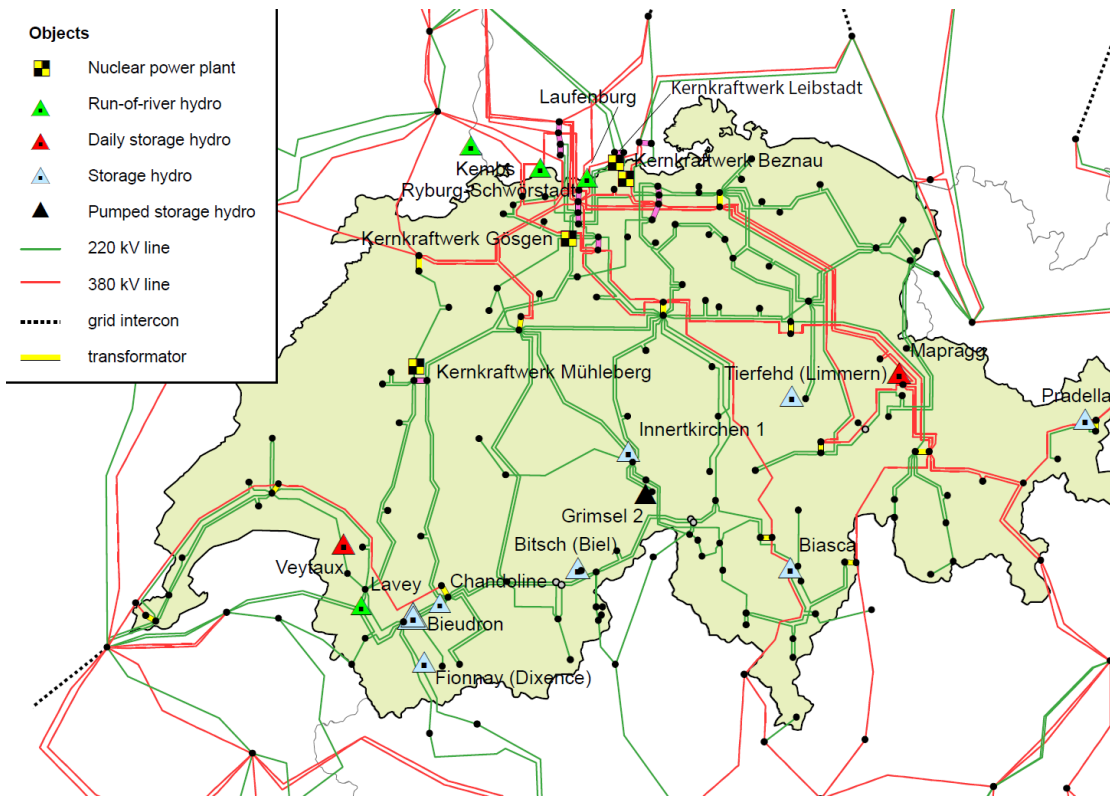 Objects
Nuclear power plant
Run-of-river hydro
Daily storage hydro
Storage hydro
Pumped storage hydro
220 kV line
380 kV line
grid intercon
transformator
Kernkraftwerk Leibstadt
Laufenburg
Kernkraftwerk Beznau
Kembs
Ryburg-Schwörstadt
Kernkraftwerk Gösgen
Mapragg
Kernkraftwerk Mühleberg
Tierfehd (Limmern)
Pradella
Innertkirchen 1
Grimsel 2
Bitsch (Biel)
Biasca
Veytaux
Lavey
Chandoline
Bieudron
Fionnay (Dixence)